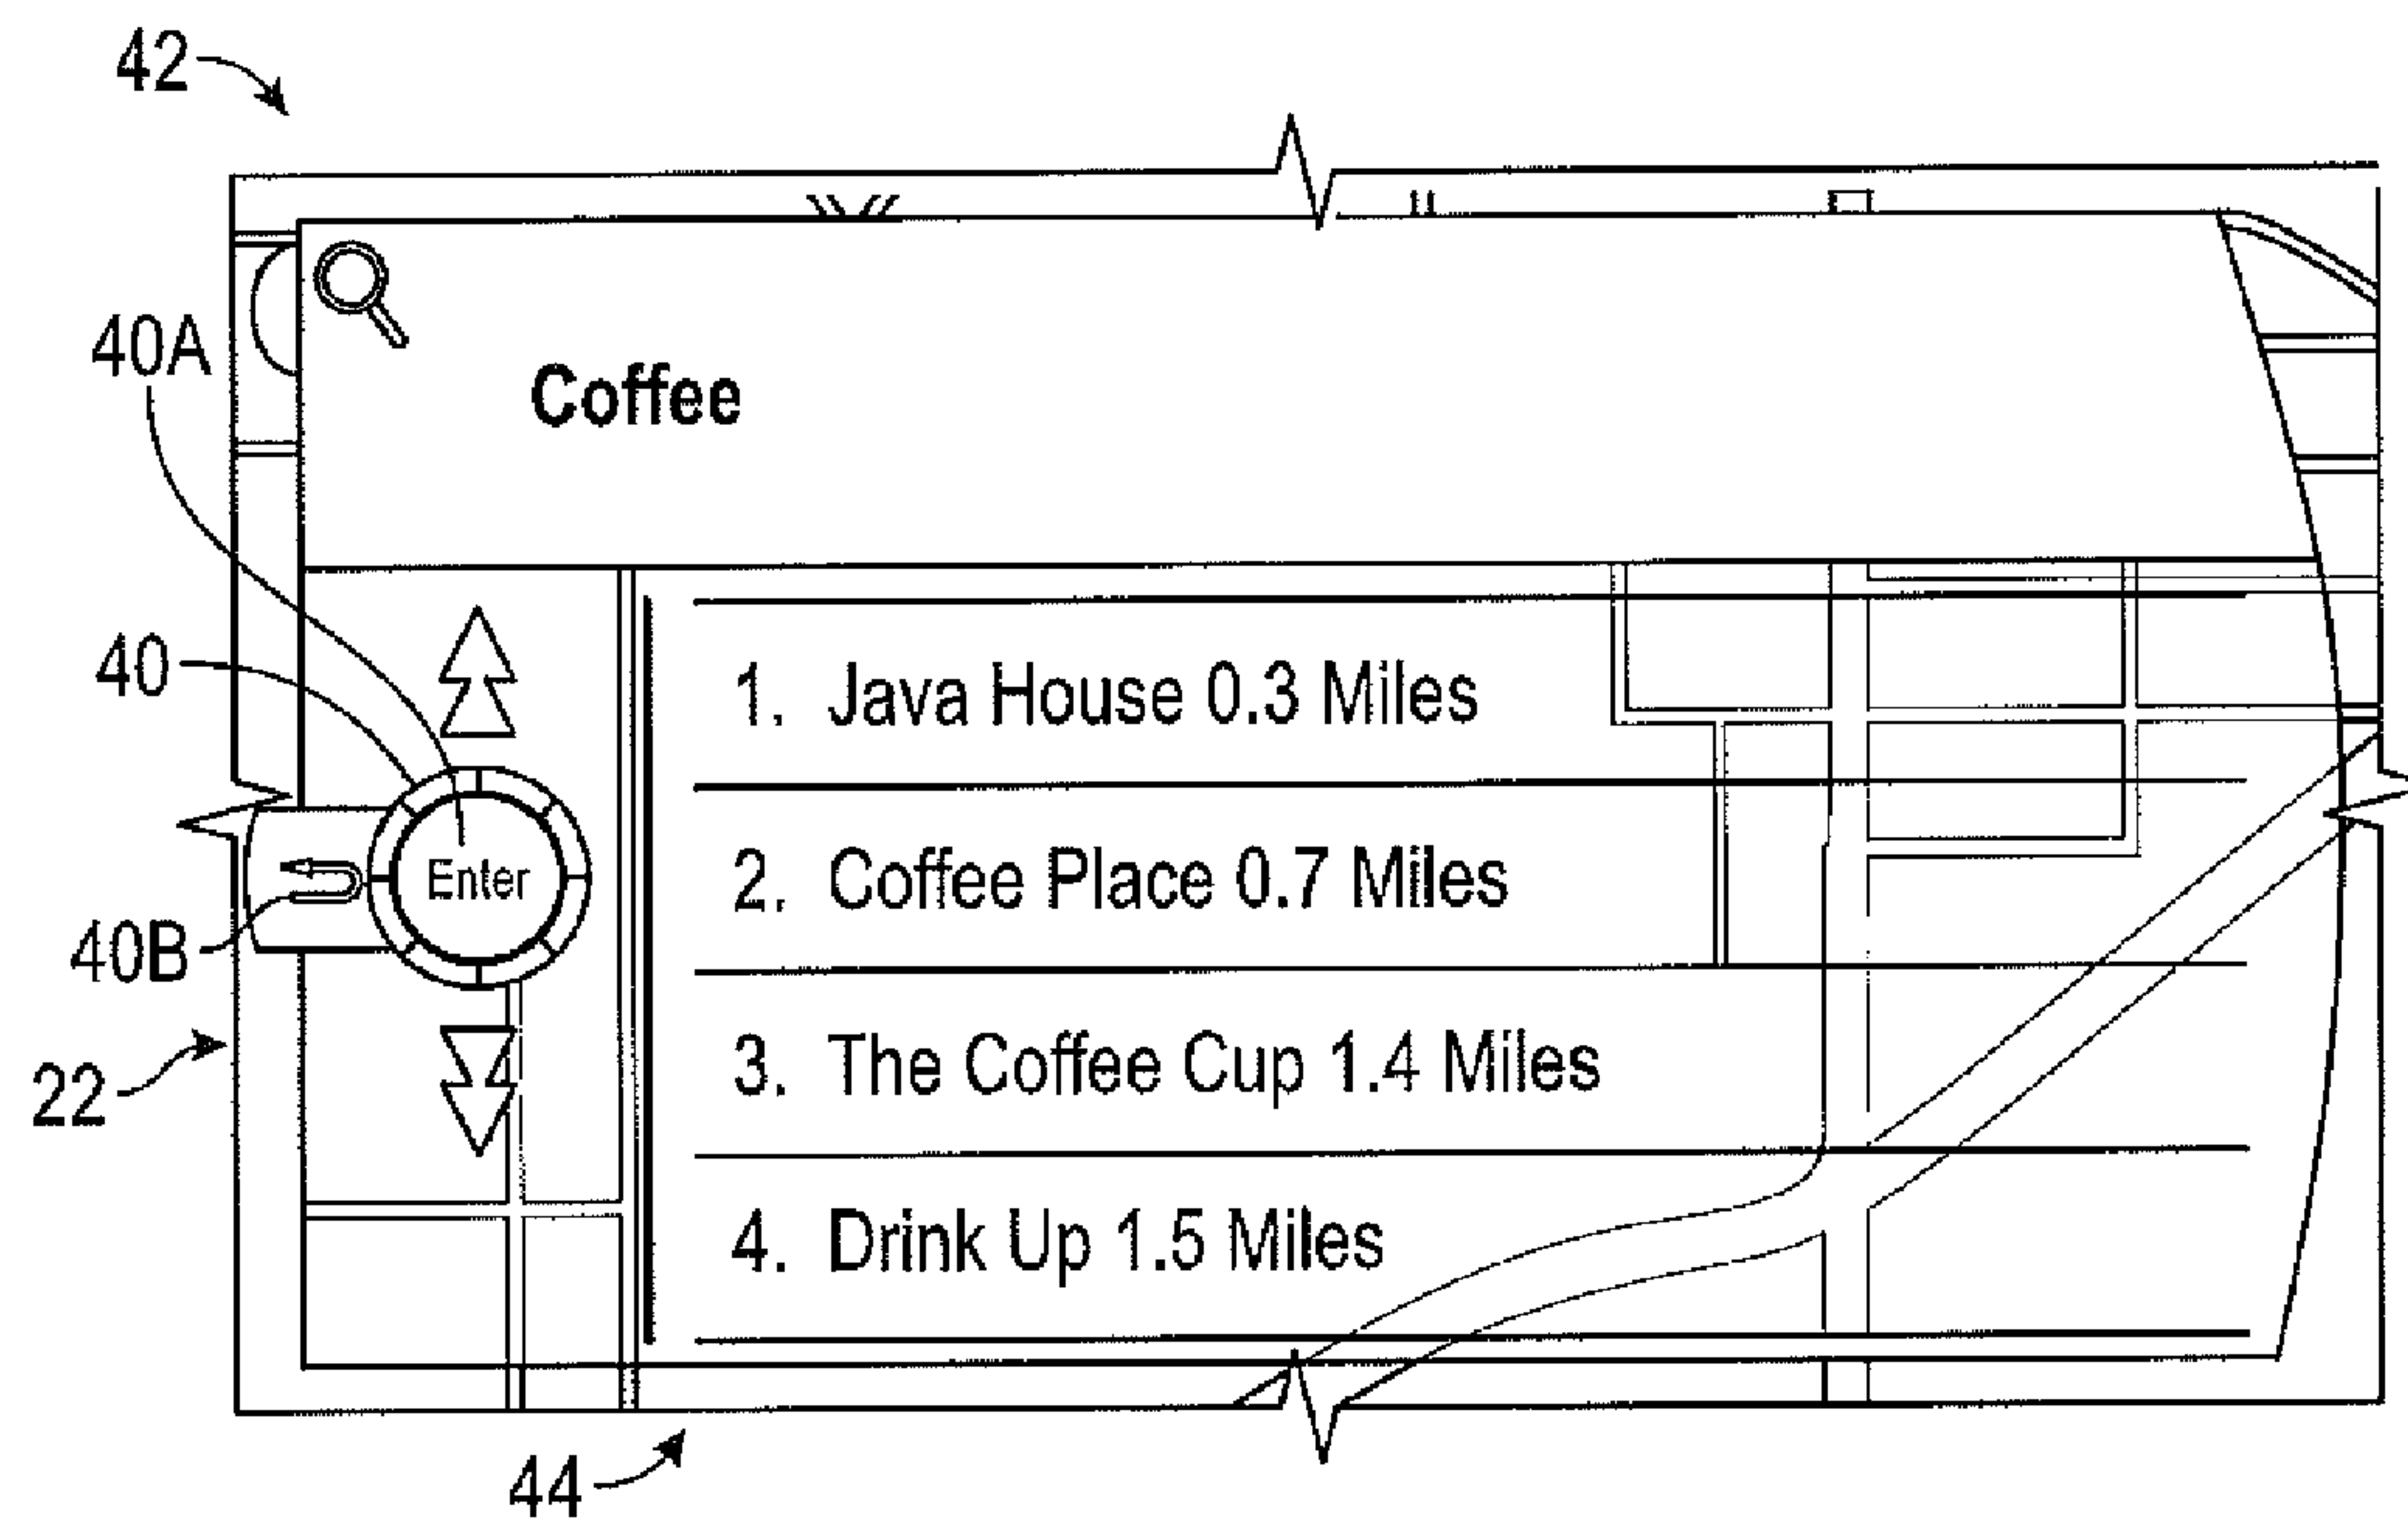 42
40A
Coffee
40
1. Java House 0.3 Miles
Enter
2. Coffee Place 0.7 Miles
40B
22
3. The Coffee Cup 1.4 Miles
4. Drink Up 1.5 Miles
44